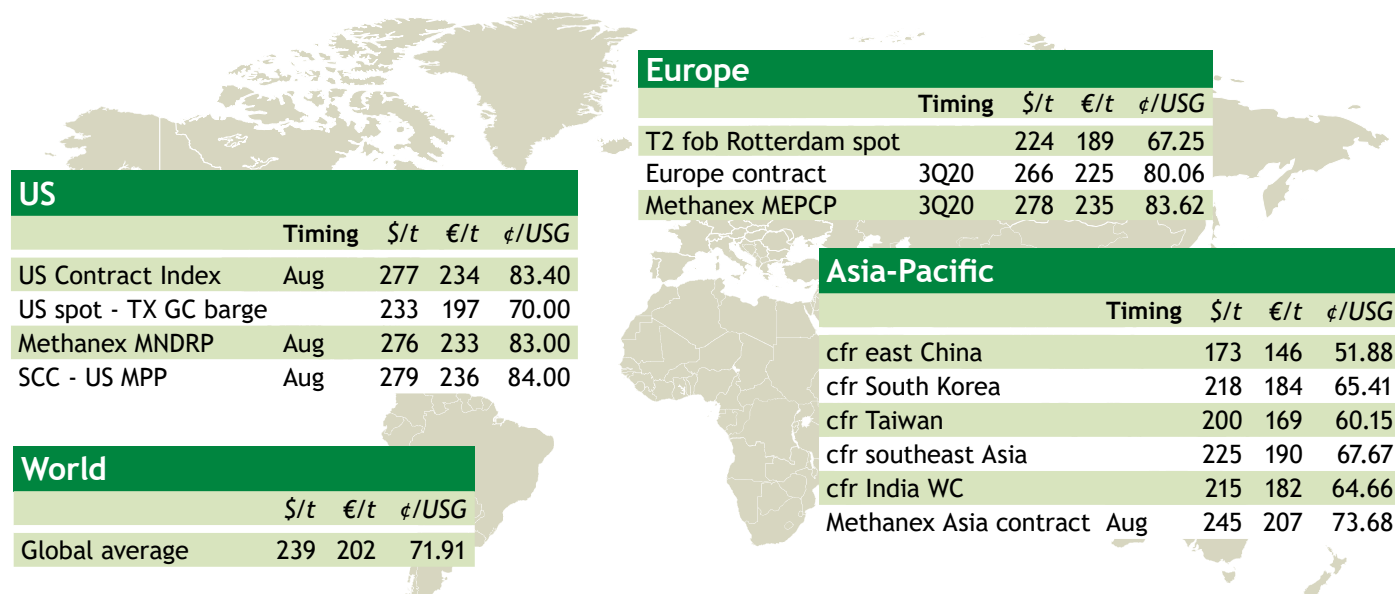 Europe
Timing $/t €/t ¢/USG
T2 fob Rotterdam spot 224 189 67.25
Europe contract 3Q20 266 225 80.06
Methanex MEPCP 3Q20 278 235 83.62
US
Timing $/t €/t ¢/USG
US Contract Index Aug 277 234 83.40
US spot - TX GC barge 233 197 70.00
Methanex MNDRP Aug 276 233 83.00
SCC - US MPP Aug 279 236 84.00
Asia-Pacific
Timing $/t €/t ¢/USG
cfr east China 173 146 51.88
cfr South Korea 218 184 65.41
cfr Taiwan 200 169 60.15
cfr southeast Asia 225 190 67.67
cfr India WC 215 182 64.66
Methanex Asia contract Aug 245 207 73.68
World
$/t €/t ¢/USG
Global average 239 202 71.91